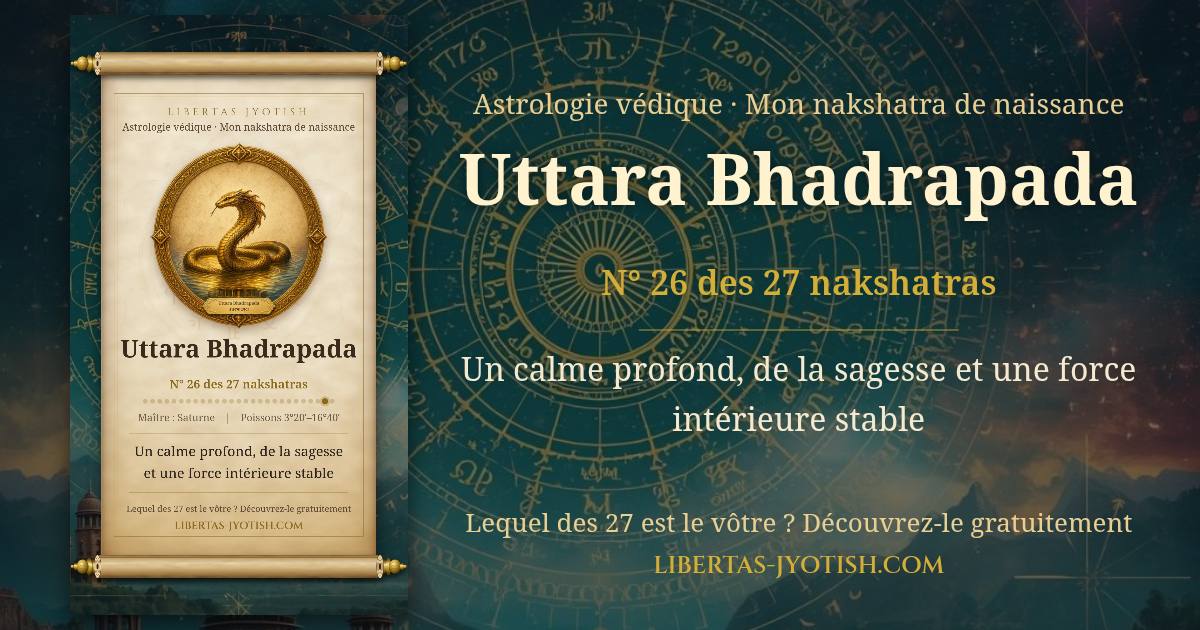 LIBERTAS JYOTISH
Astrologie védique · Mon nakshatra de naissance
Uttara Bhadrapada
Uttara Bhadrapada
N° 26 des 27 nakshatras
Maître : Saturne | Poissons 3°20'–16°40'
Un calme profond, de la sagesse
et une force intérieure stable
Lequel des 27 est le vôtre ? Découvrez-le gratuitement
LIBERTAS-JYOTISH.COM
Astrologie védique · Mon nakshatra de naissance
Uttara Bhadrapada
N° 26 des 27 nakshatras
Un calme profond, de la sagesse et une force
intérieure stable
Lequel des 27 est le vôtre ? Découvrez-le gratuitement
LIBERTAS-JYOTISH.COM